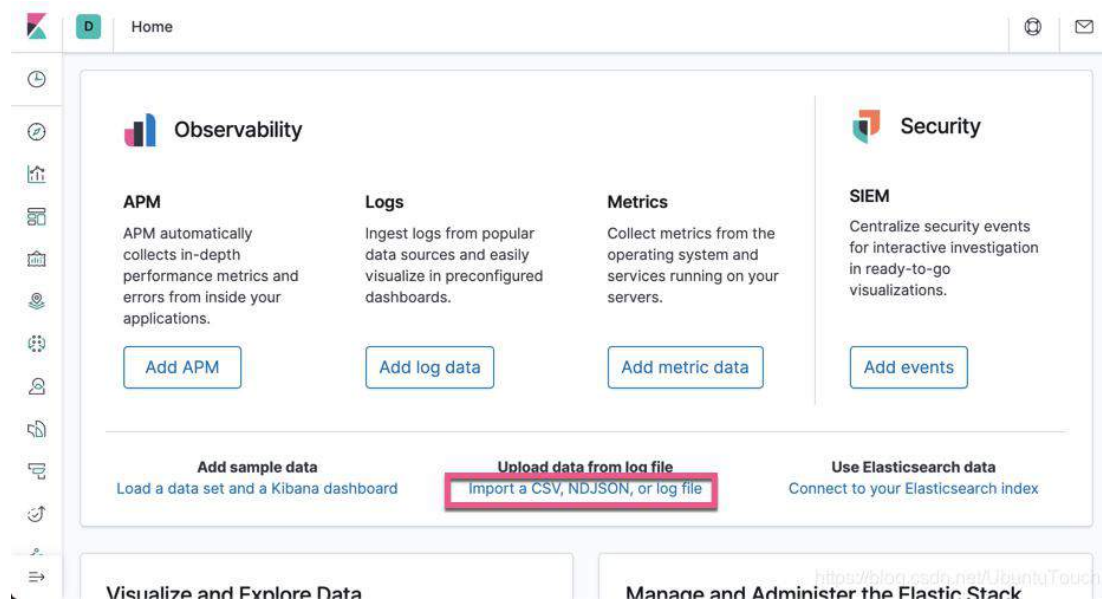 D Home
Observability
Security
APM
APM automatically
collects in-depth
performance metrics and
errors from inside your
applications.
Add APM
Logs
Ingest logs from popular
data sources and easily
visualize in preconfigured
dashboards.
Add log data
Metrics
Collect metrics from the
operating system and
services running on your
servers.
Add metric data
SIEM
Centralize security events
for interactive investigation
in ready-to-go
visualizations.
Add events
Add sample data
Load a data set and a Kibana dashboard
Upload data from log file
Import a CSV, NDJSON, or log file
Use Elasticsearch data
Connect to your Elasticsearch index
Visualize and Explore Data
Manage and Administer the Elastic Stack
https://blog.csdn.net/UbuntuTouch